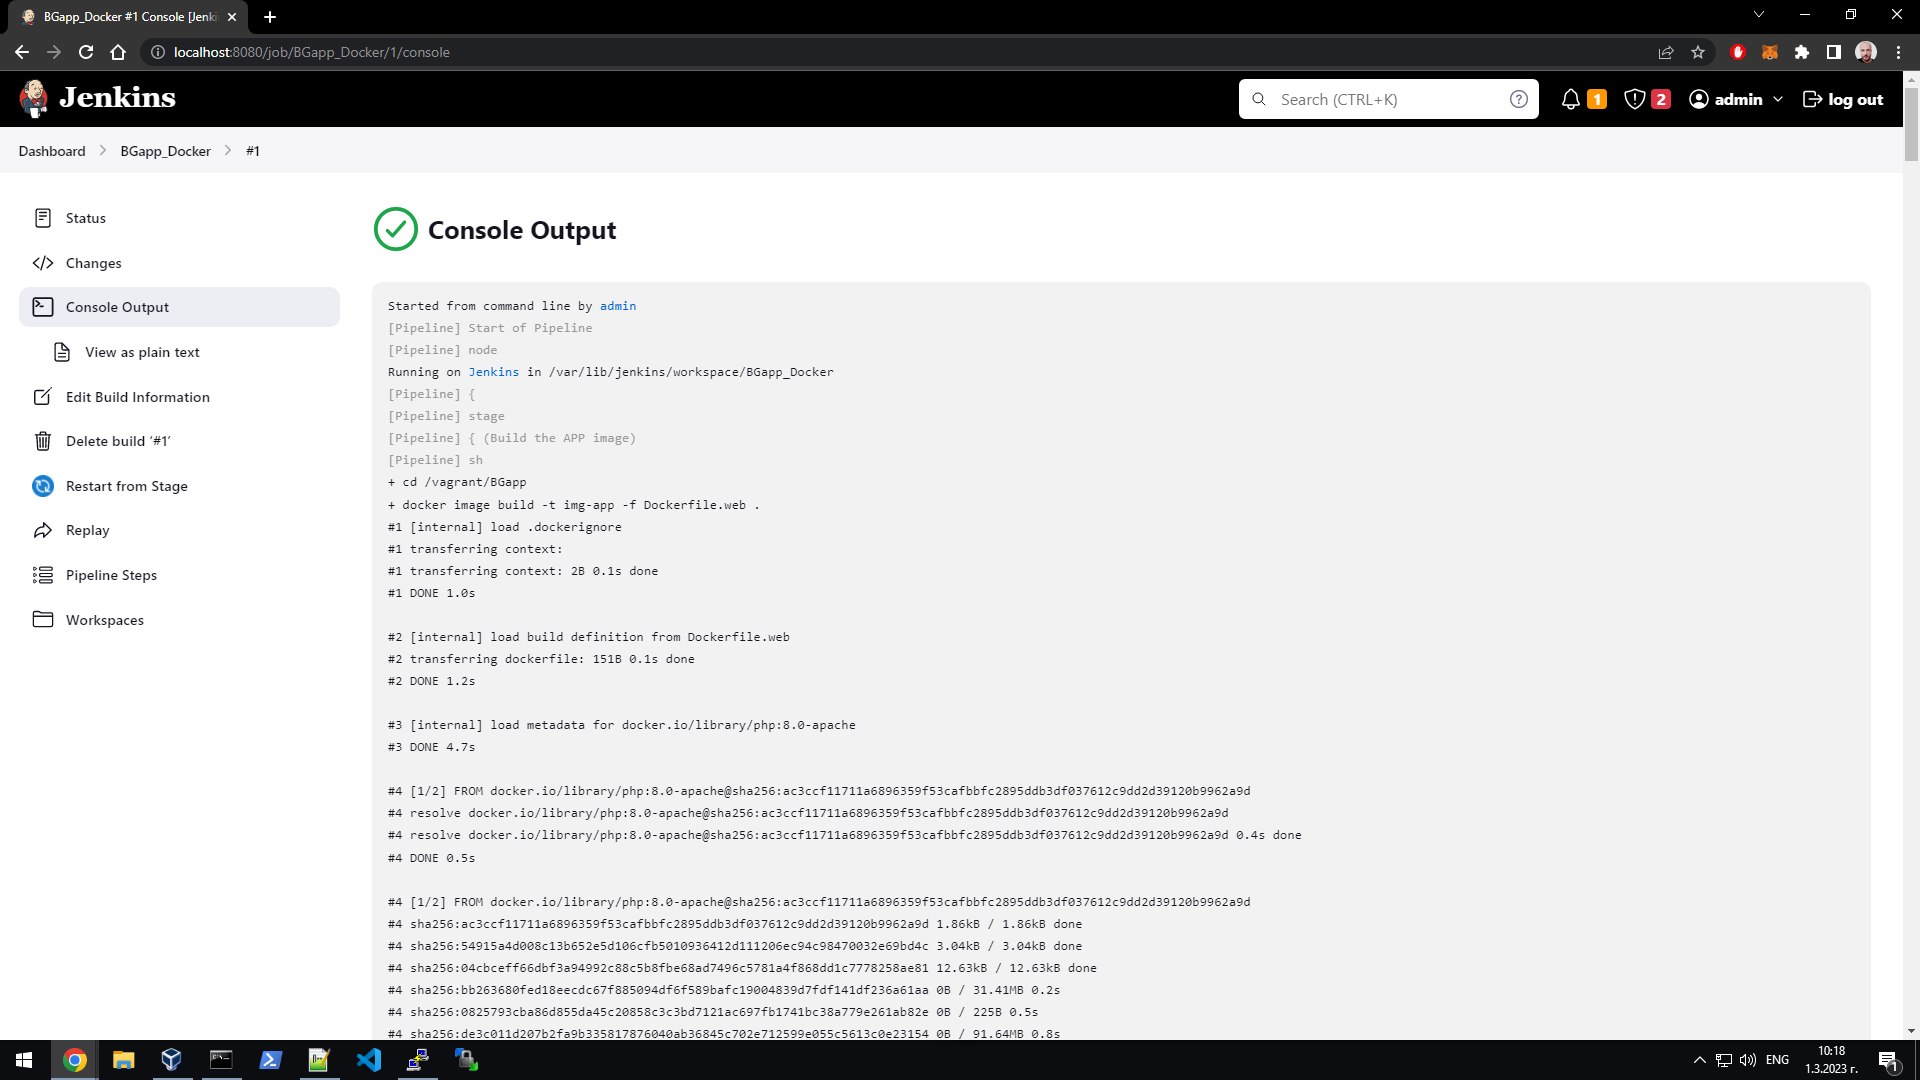 BGapp_Docker #1 Console [Jenki
localhost:8080/job/BGapp_Docker/1/console
Jenkins
Search (CTRL+K)
1
2
admin
log out
Dashboard
BGapp_Docker
#1
Status
Changes
Console Output
View as plain text
Edit Build Information
Delete build ‘#1’
Restart from Stage
Replay
Pipeline Steps
Workspaces
Console Output
Started from command line by admin
[Pipeline] Start of Pipeline
[Pipeline] node
Running on Jenkins in /var/lib/jenkins/workspace/BGapp_Docker
[Pipeline] {
[Pipeline] stage
[Pipeline] { (Build the APP image)
[Pipeline] sh
+ cd /vagrant/BGapp
+ docker image build -t img-app -f Dockerfile.web .
#1 [internal] load .dockerignore
#1 transferring context:
#1 transferring context: 2B 0.1s done
#1 DONE 1.0s
#2 [internal] load build definition from Dockerfile.web
#2 transferring dockerfile: 151B 0.1s done
#2 DONE 1.2s
#3 [internal] load metadata for docker.io/library/php:8.0-apache
#3 DONE 4.7s
#4 [1/2] FROM docker.io/library/php:8.0-apache@sha256:ac3ccf11711a6896359f53cafbbfc2895ddb3df037612c9dd2d39120b9962a9d
#4 resolve docker.io/library/php:8.0-apache@sha256:ac3ccf11711a6896359f53cafbbfc2895ddb3df037612c9dd2d39120b9962a9d
#4 resolve docker.io/library/php:8.0-apache@sha256:ac3ccf11711a6896359f53cafbbfc2895ddb3df037612c9dd2d39120b9962a9d 0.4s done
#4 DONE 0.5s
#4 [1/2] FROM docker.io/library/php:8.0-apache@sha256:ac3ccf11711a6896359f53cafbbfc2895ddb3df037612c9dd2d39120b9962a9d
#4 sha256:ac3ccf11711a6896359f53cafbbfc2895ddb3df037612c9dd2d39120b9962a9d 1.86kB / 1.86kB done
#4 sha256:54915a4d008c13b652e5d106cfb5010936412d111206ec94c98470032e69bd4c 3.04kB / 3.04kB done
#4 sha256:04cbceff66dbf3a94992c88c5b8fbe68ad7496c5781a4f868dd1c7778258ae81 12.63kB / 12.63kB done
#4 sha256:bb263680fed18eecdc67f885094df6f589bafc19004839d7fdf141df236a61aa 0B / 31.41MB 0.2s
#4 sha256:0825793cba86d855da45c20858c3c3bd7121ac697fb1741bc38a779e261ab82e 0B / 225B 0.5s
#4 sha256:de3c011d207b2fa9b335817876040ab36845c702e712599e055c5613c0e23154 0B / 91.64MB 0.8s
ENG
10:18
1.3.2023 г.
1